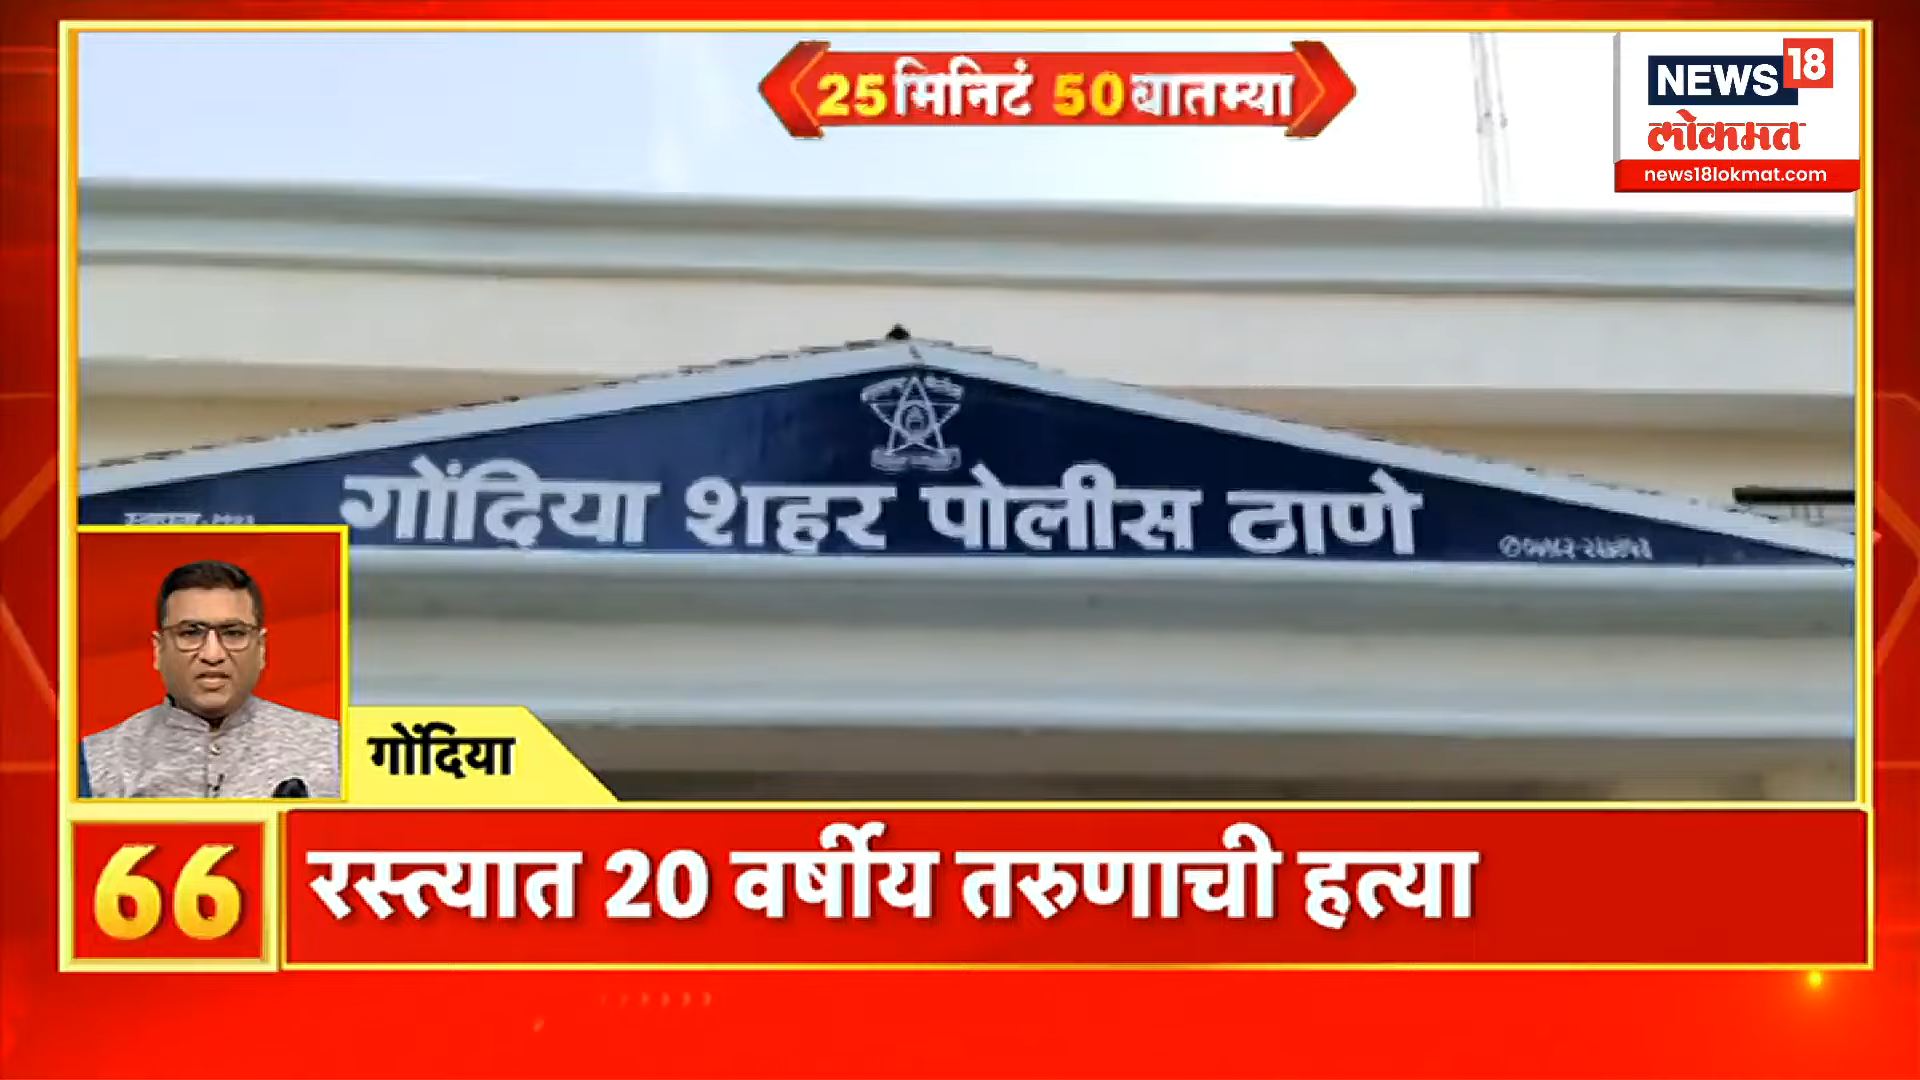 25 मिनिटं 50 बातम्या
NEWS 18
लोकमत
news18lokmat.com
गोंदिया शहर पोलीस ठाणे
गोंदिया
66
रस्त्यात 20 वर्षीय तरुणाची हत्या